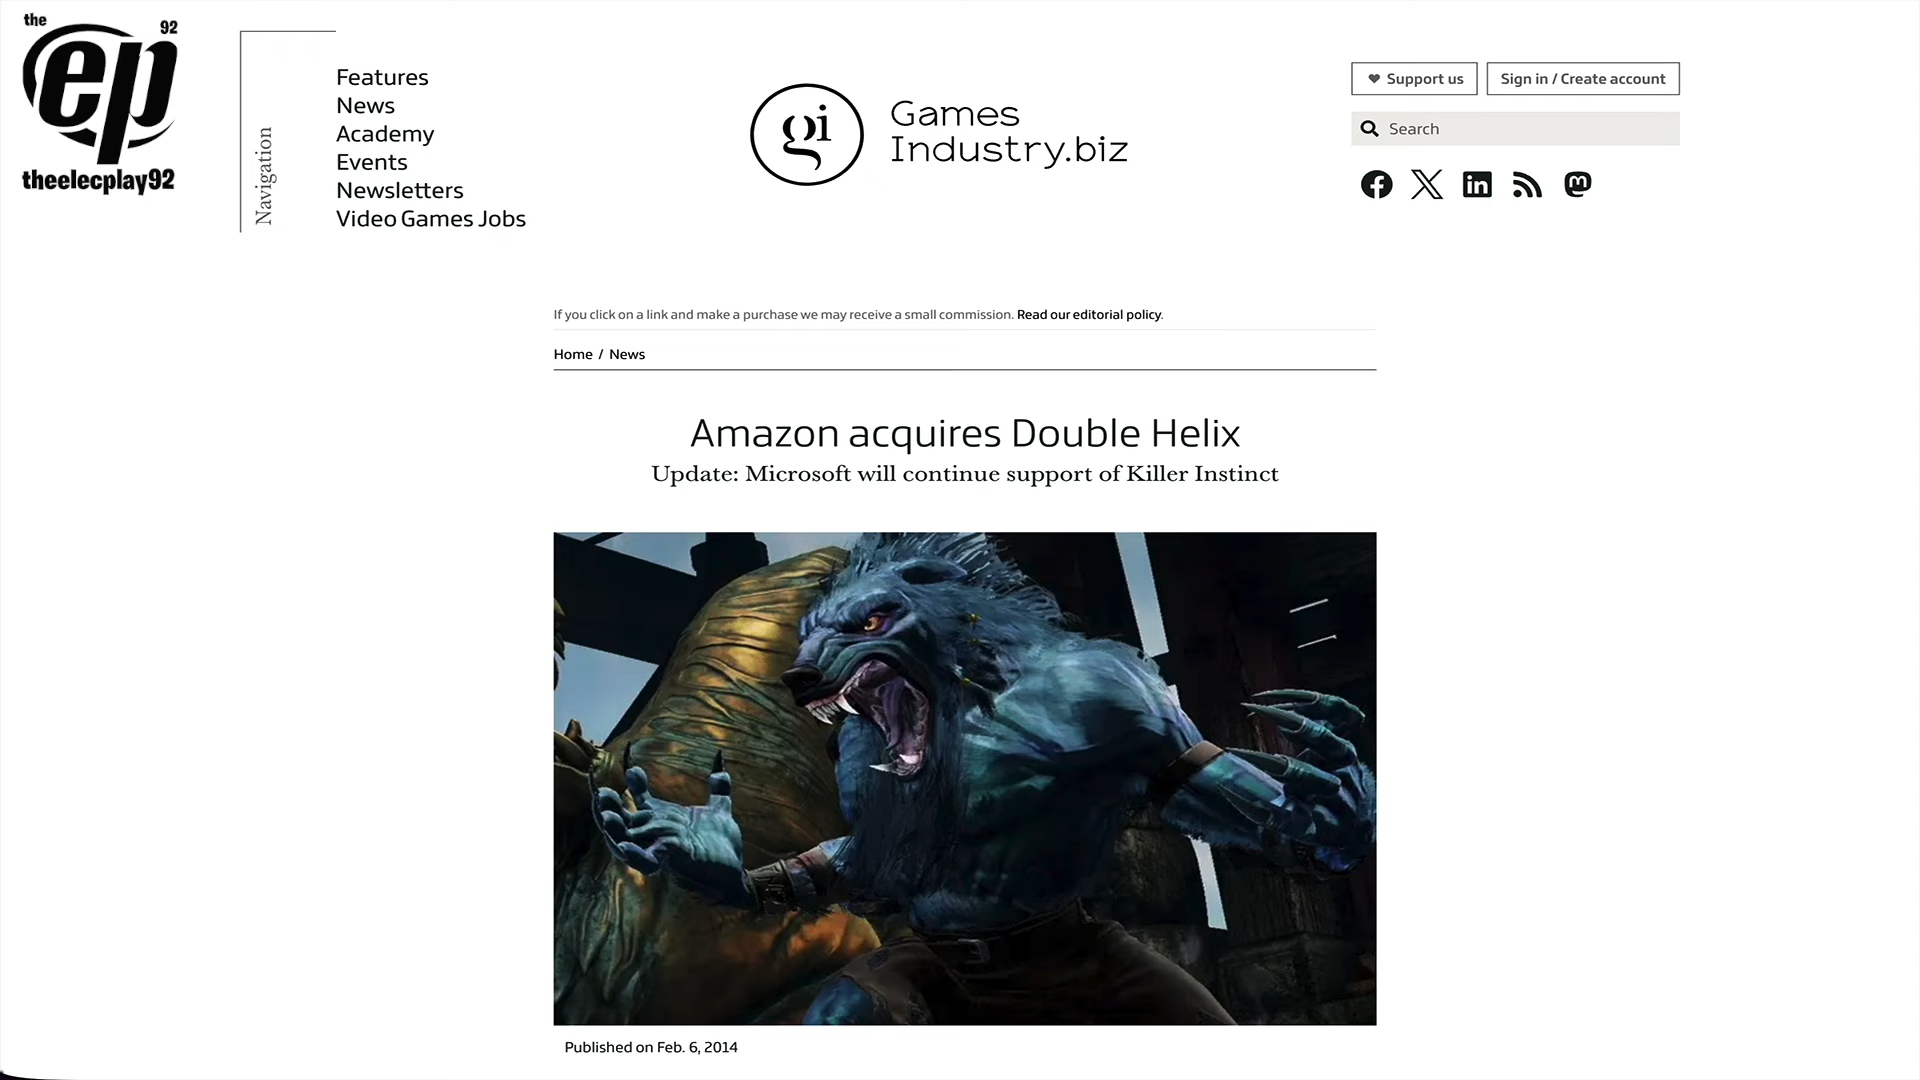 the
92
ep
theelecplay92
Navigation
Features
News
Academy
Events
Newsletters
Video Games Jobs
gi
Games
Industry.biz
Support us
Sign in / Create account
Search
If you click on a link and make a purchase we may receive a small commission. Read our editorial policy.
Home / News
Amazon acquires Double Helix
Update: Microsoft will continue support of Killer Instinct
Published on Feb. 6, 2014